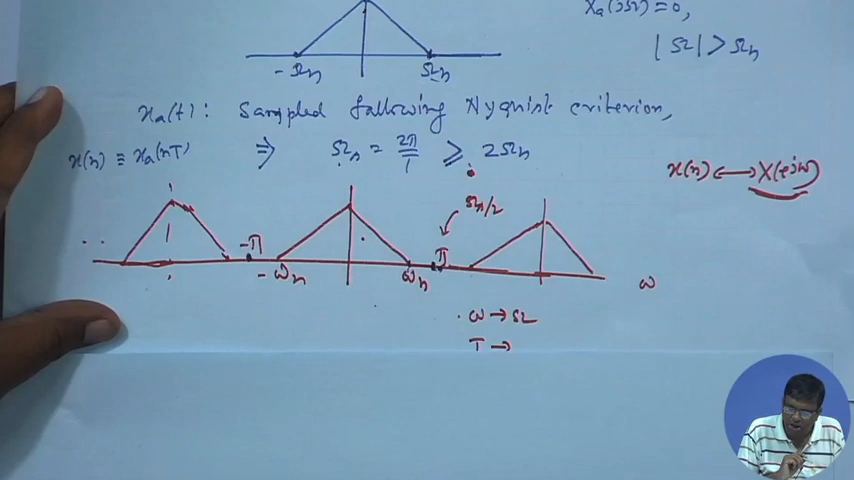 Xa(jΩ) = 0,
|Ω| > Ωh
-Ωh Ωh
xa(t): Sampled following Nyquist criterion,
x(n) ≡ xa(nT) ⇒ Ωs = 2π/T ≥ 2Ωh
x(n) ⟷ X(e^jω)
Ωs/2
.. -π π
-ωh ωh ω
ω → Ω
π →